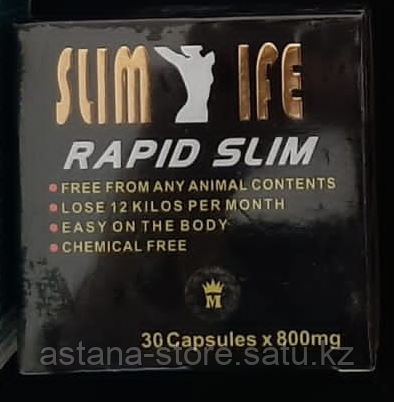 SLIM IFE
RAPID SLIM
FREE FROM ANY ANIMAL CONTENTS
LOSE 12 KILOS PER MONTH
EASY ON THE BODY
CHEMICAL FREE
M
30 Capsules x 800mg
astana-store.satu.kz